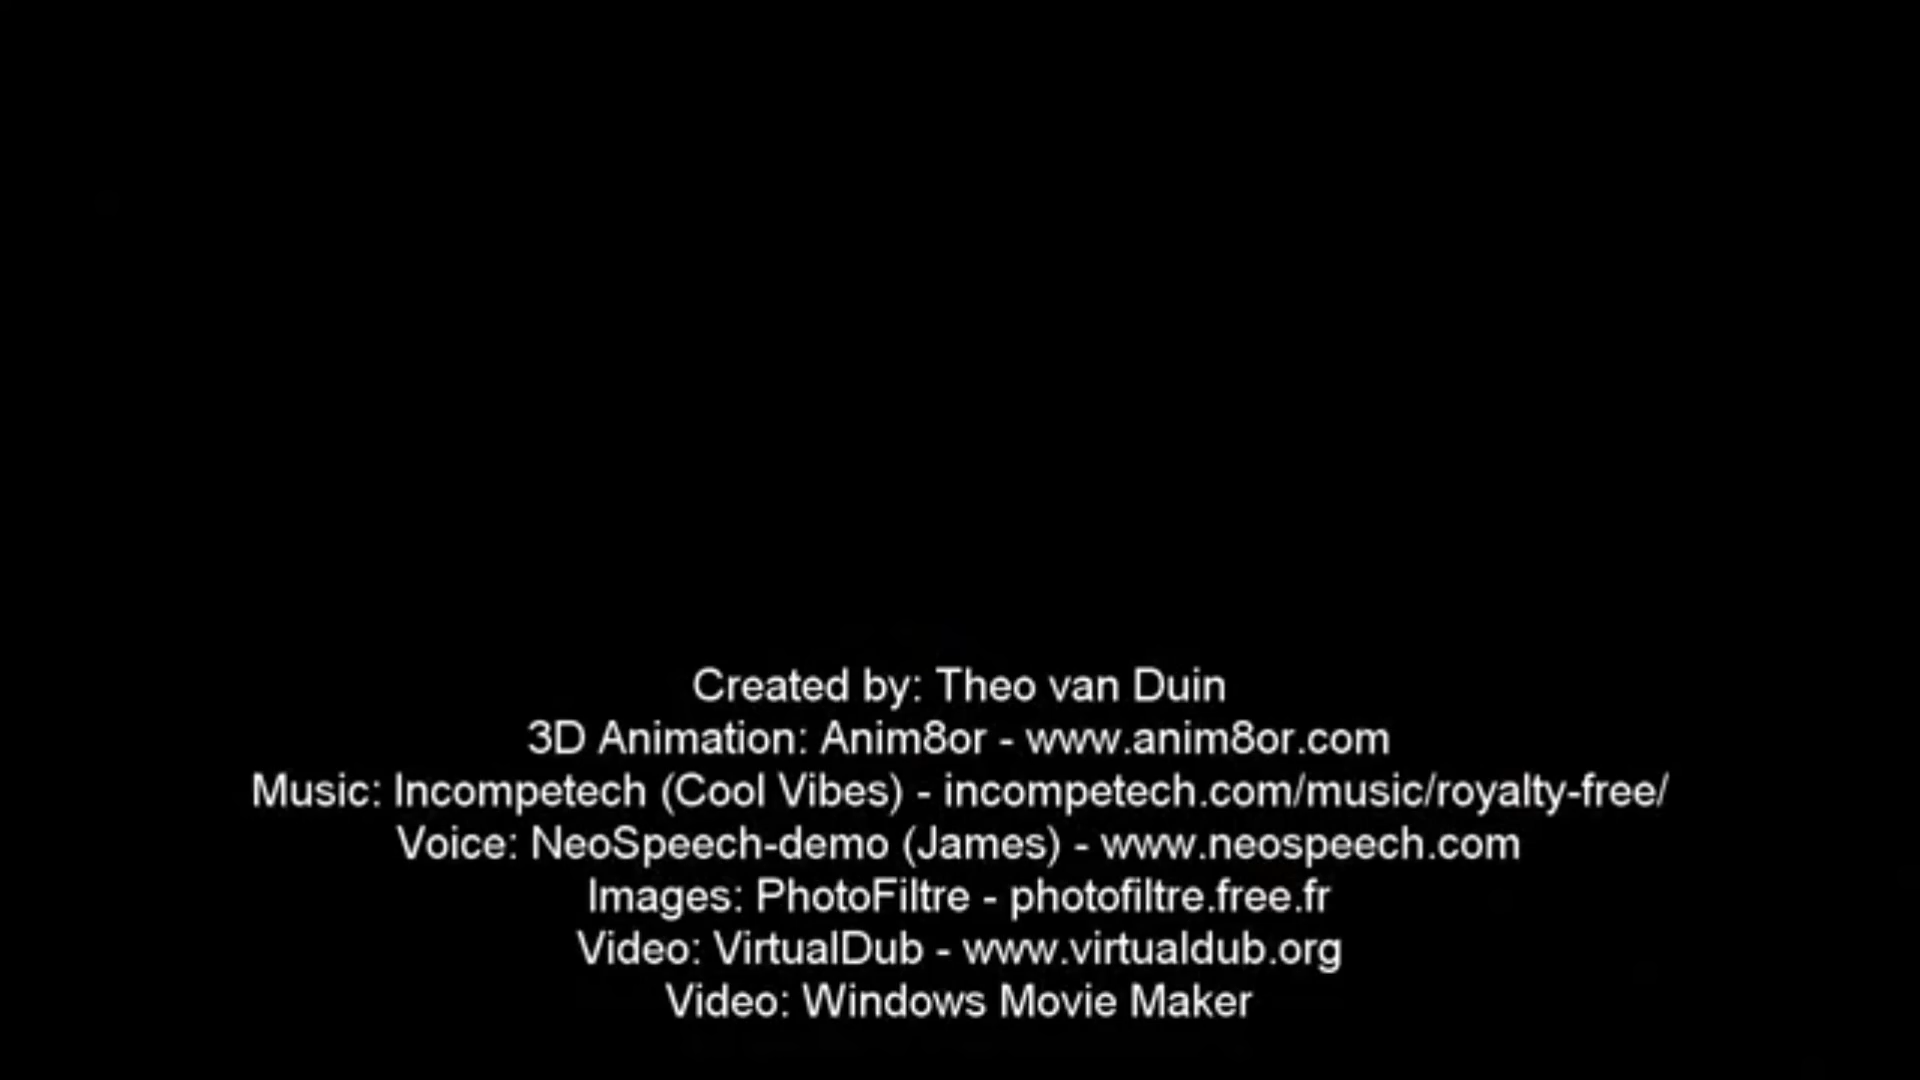 Created by: Theo van Duin
3D Animation: Anim8or - www.anim8or.com
Music: Incompetech (Cool Vibes) - incompetech.com/music/royalty-free/
Voice: NeoSpeech-demo (James) - www.neospeech.com
Images: PhotoFiltre - photofiltre.free.fr
Video: VirtualDub - www.virtualdub.org
Video: Windows Movie Maker